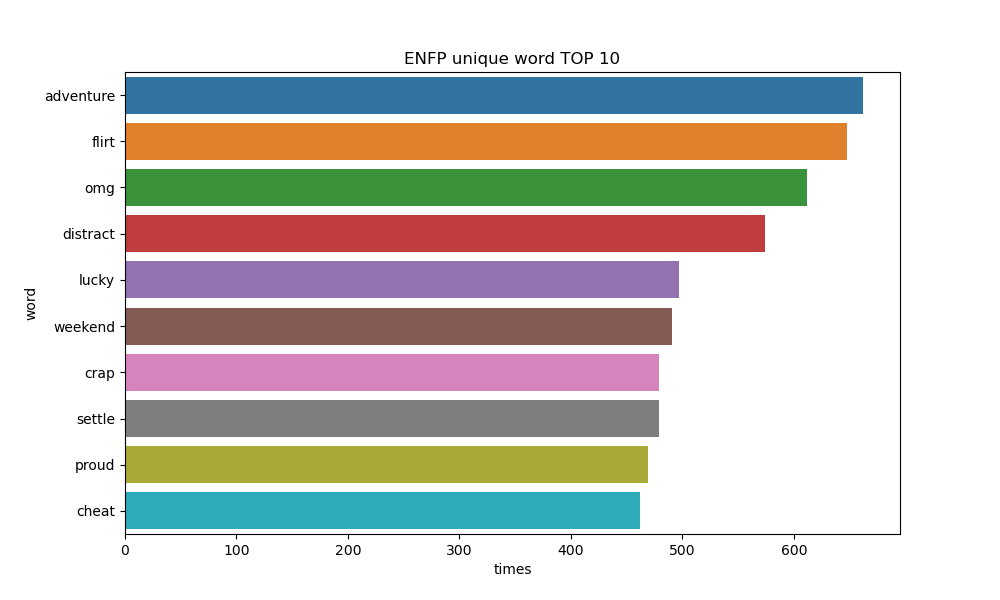 ENFP unique word TOP 10
adventure
flirt
omg
distract
lucky
weekend
crap
settle
proud
cheat
word
0 100 200 300 400 500 600
times